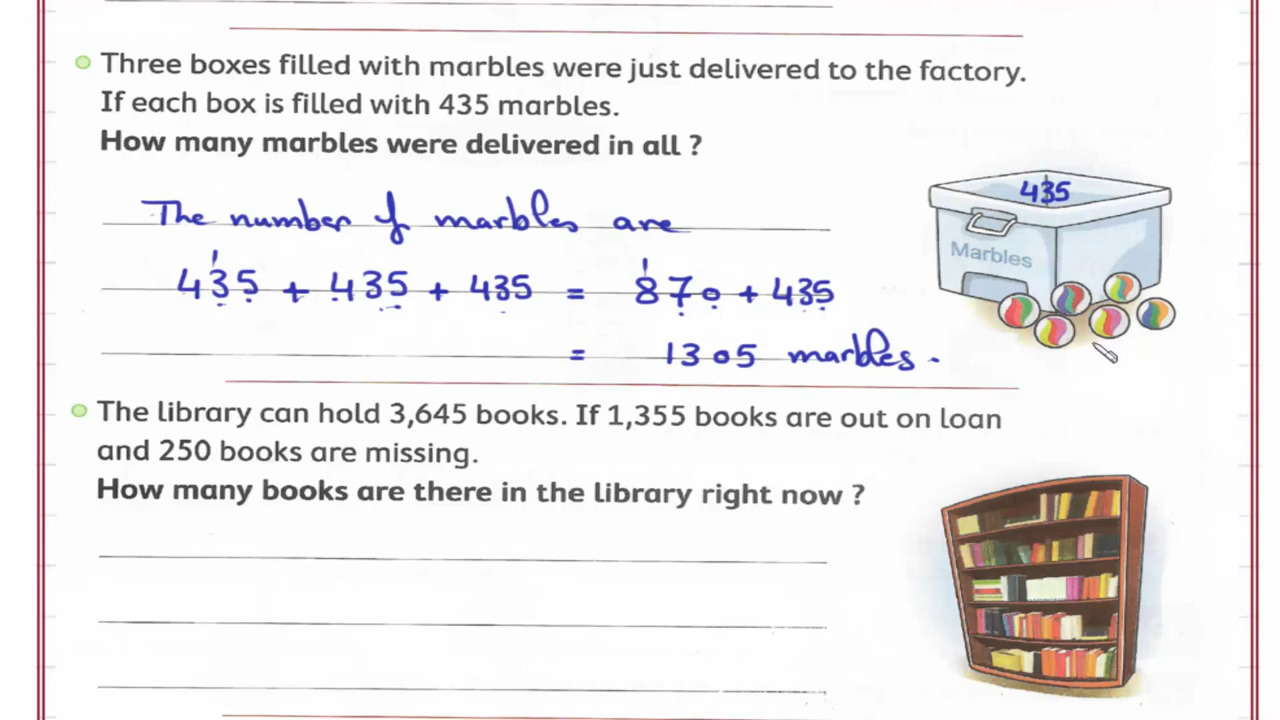 Three boxes filled with marbles were just delivered to the factory.
If each box is filled with 435 marbles.
How many marbles were delivered in all ?
435
The number of marbles are
Marbles
1 1
435 + 435 + 435 = 870 + 435
= 1305 marbles.
The library can hold 3,645 books. If 1,355 books are out on loan
and 250 books are missing.
How many books are there in the library right now ?